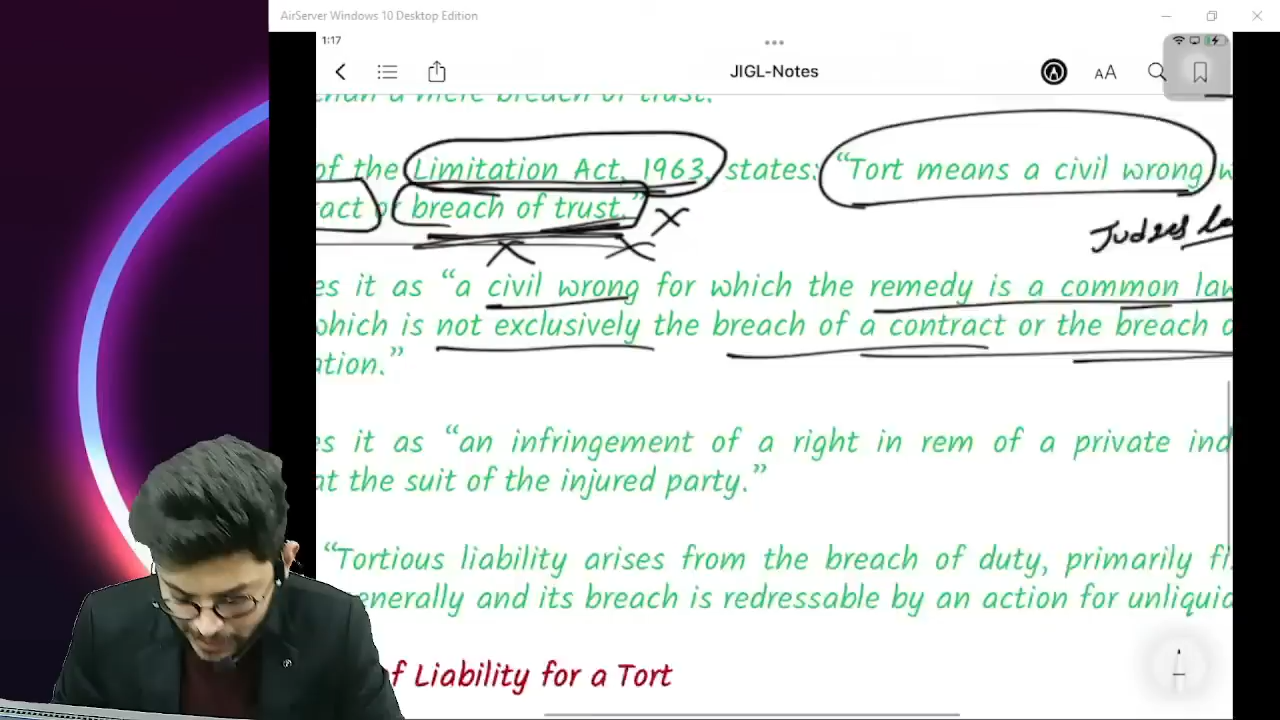 AirServer Windows 10 Desktop Edition
1:17
JIGL-Notes
AA
than a mere breach of trust.
of the Limitation Act, 1963, states: “Tort means a civil wrong w
ract or breach of trust.”
Judges la
es it as “a civil wrong for which the remedy is a common law
which is not exclusively the breach of a contract or the breach o
ation.”
es it as “an infringement of a right in rem of a private ind
at the suit of the injured party.”
“Tortious liability arises from the breach of duty, primarily fi
enerally and its breach is redressable by an action for unliquid
of Liability for a Tort